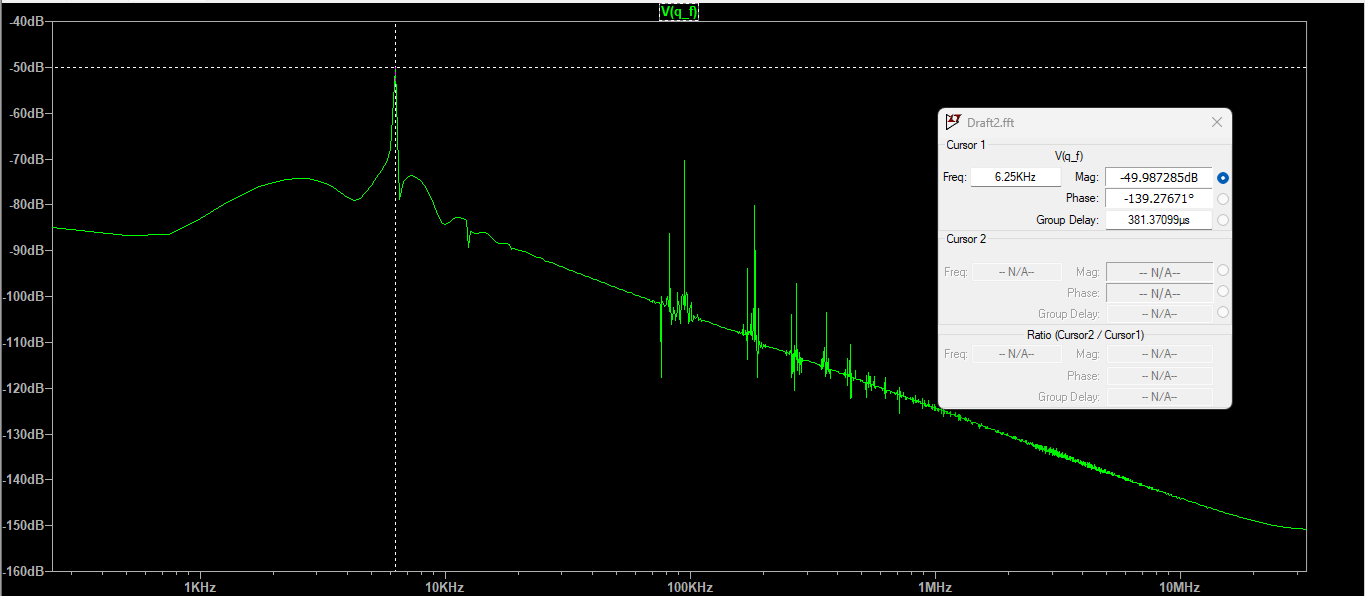 V(q_f)
-40dB
-50dB
-60dB
-70dB
-80dB
-90dB
-100dB
-110dB
-120dB
-130dB
-140dB
-150dB
-160dB
1KHz 10KHz 100KHz 1MHz 10MHz
Draft2.fft
Cursor 1
V(q_f)
Freq: 6.25KHz Mag: -49.987285dB
Phase: -139.27671°
Group Delay: 381.37099µs
Cursor 2
Freq: -- N/A-- Mag: -- N/A--
Phase: -- N/A--
Group Delay: -- N/A--
Ratio (Cursor2 / Cursor1)
Freq: -- N/A-- Mag: -- N/A--
Phase: -- N/A--
Group Delay: -- N/A--